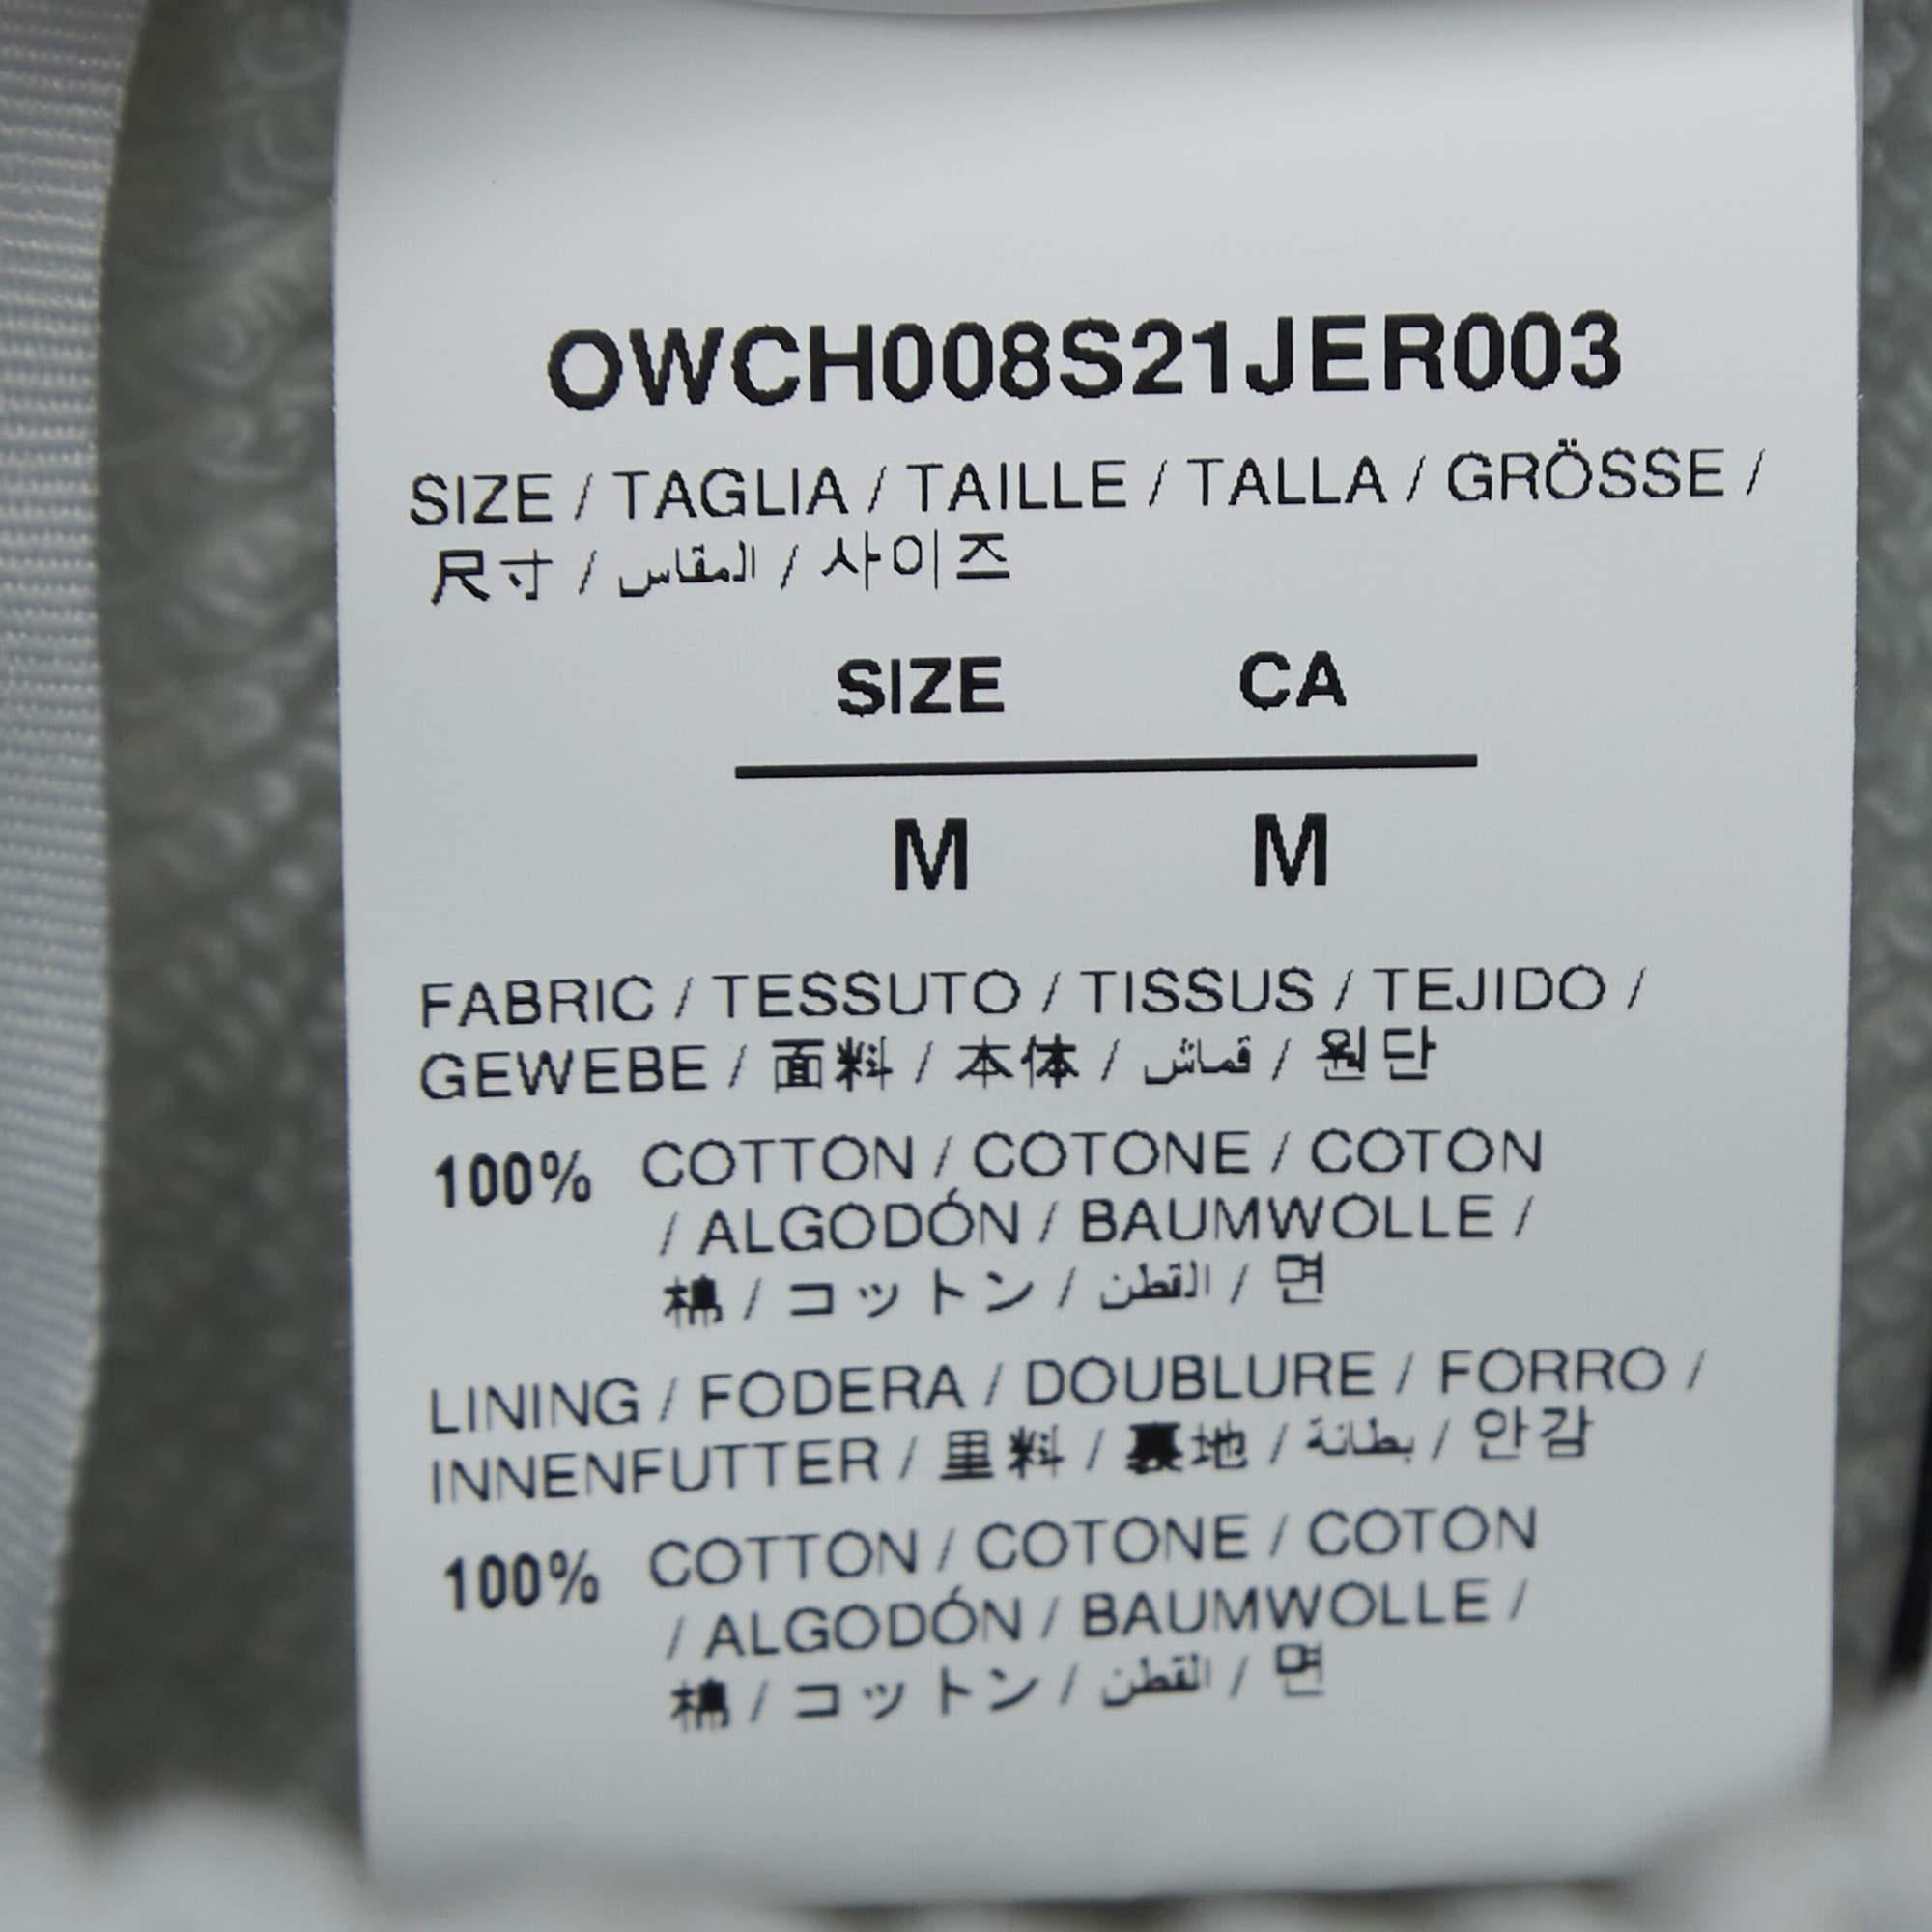 OWCH008S21JER003
SIZE / TAGLIA / TAILLE / TALLA / GRÖSSE /
尺寸 / المقاس / 사이즈
SIZE CA
M M
FABRIC / TESSUTO / TISSUS / TEJIDO /
GEWEBE / 面料 / 本体 / قماش / 원단
100% COTTON / COTONE / COTON
/ ALGODÓN / BAUMWOLLE /
棉 / コットン / القطن / 면
LINING / FODERA / DOUBLURE / FORRO /
INNENFUTTER / 里料 / 裏地 / بطانة / 안감
100% COTTON / COTONE / COTON
/ ALGODÓN / BAUMWOLLE /
棉 / コットン / القطن / 면